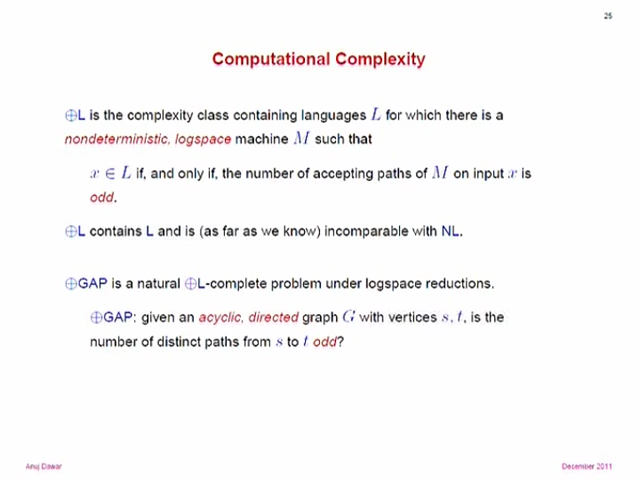 25
Computational Complexity
⊕L is the complexity class containing languages L for which there is a
nondeterministic, logspace machine M such that
x ∈ L if, and only if, the number of accepting paths of M on input x is
odd.
⊕L contains L and is (as far as we know) incomparable with NL.
⊕GAP is a natural ⊕L-complete problem under logspace reductions.
⊕GAP: given an acyclic, directed graph G with vertices s, t, is the
number of distinct paths from s to t odd?
Anuj Dawar December 2011